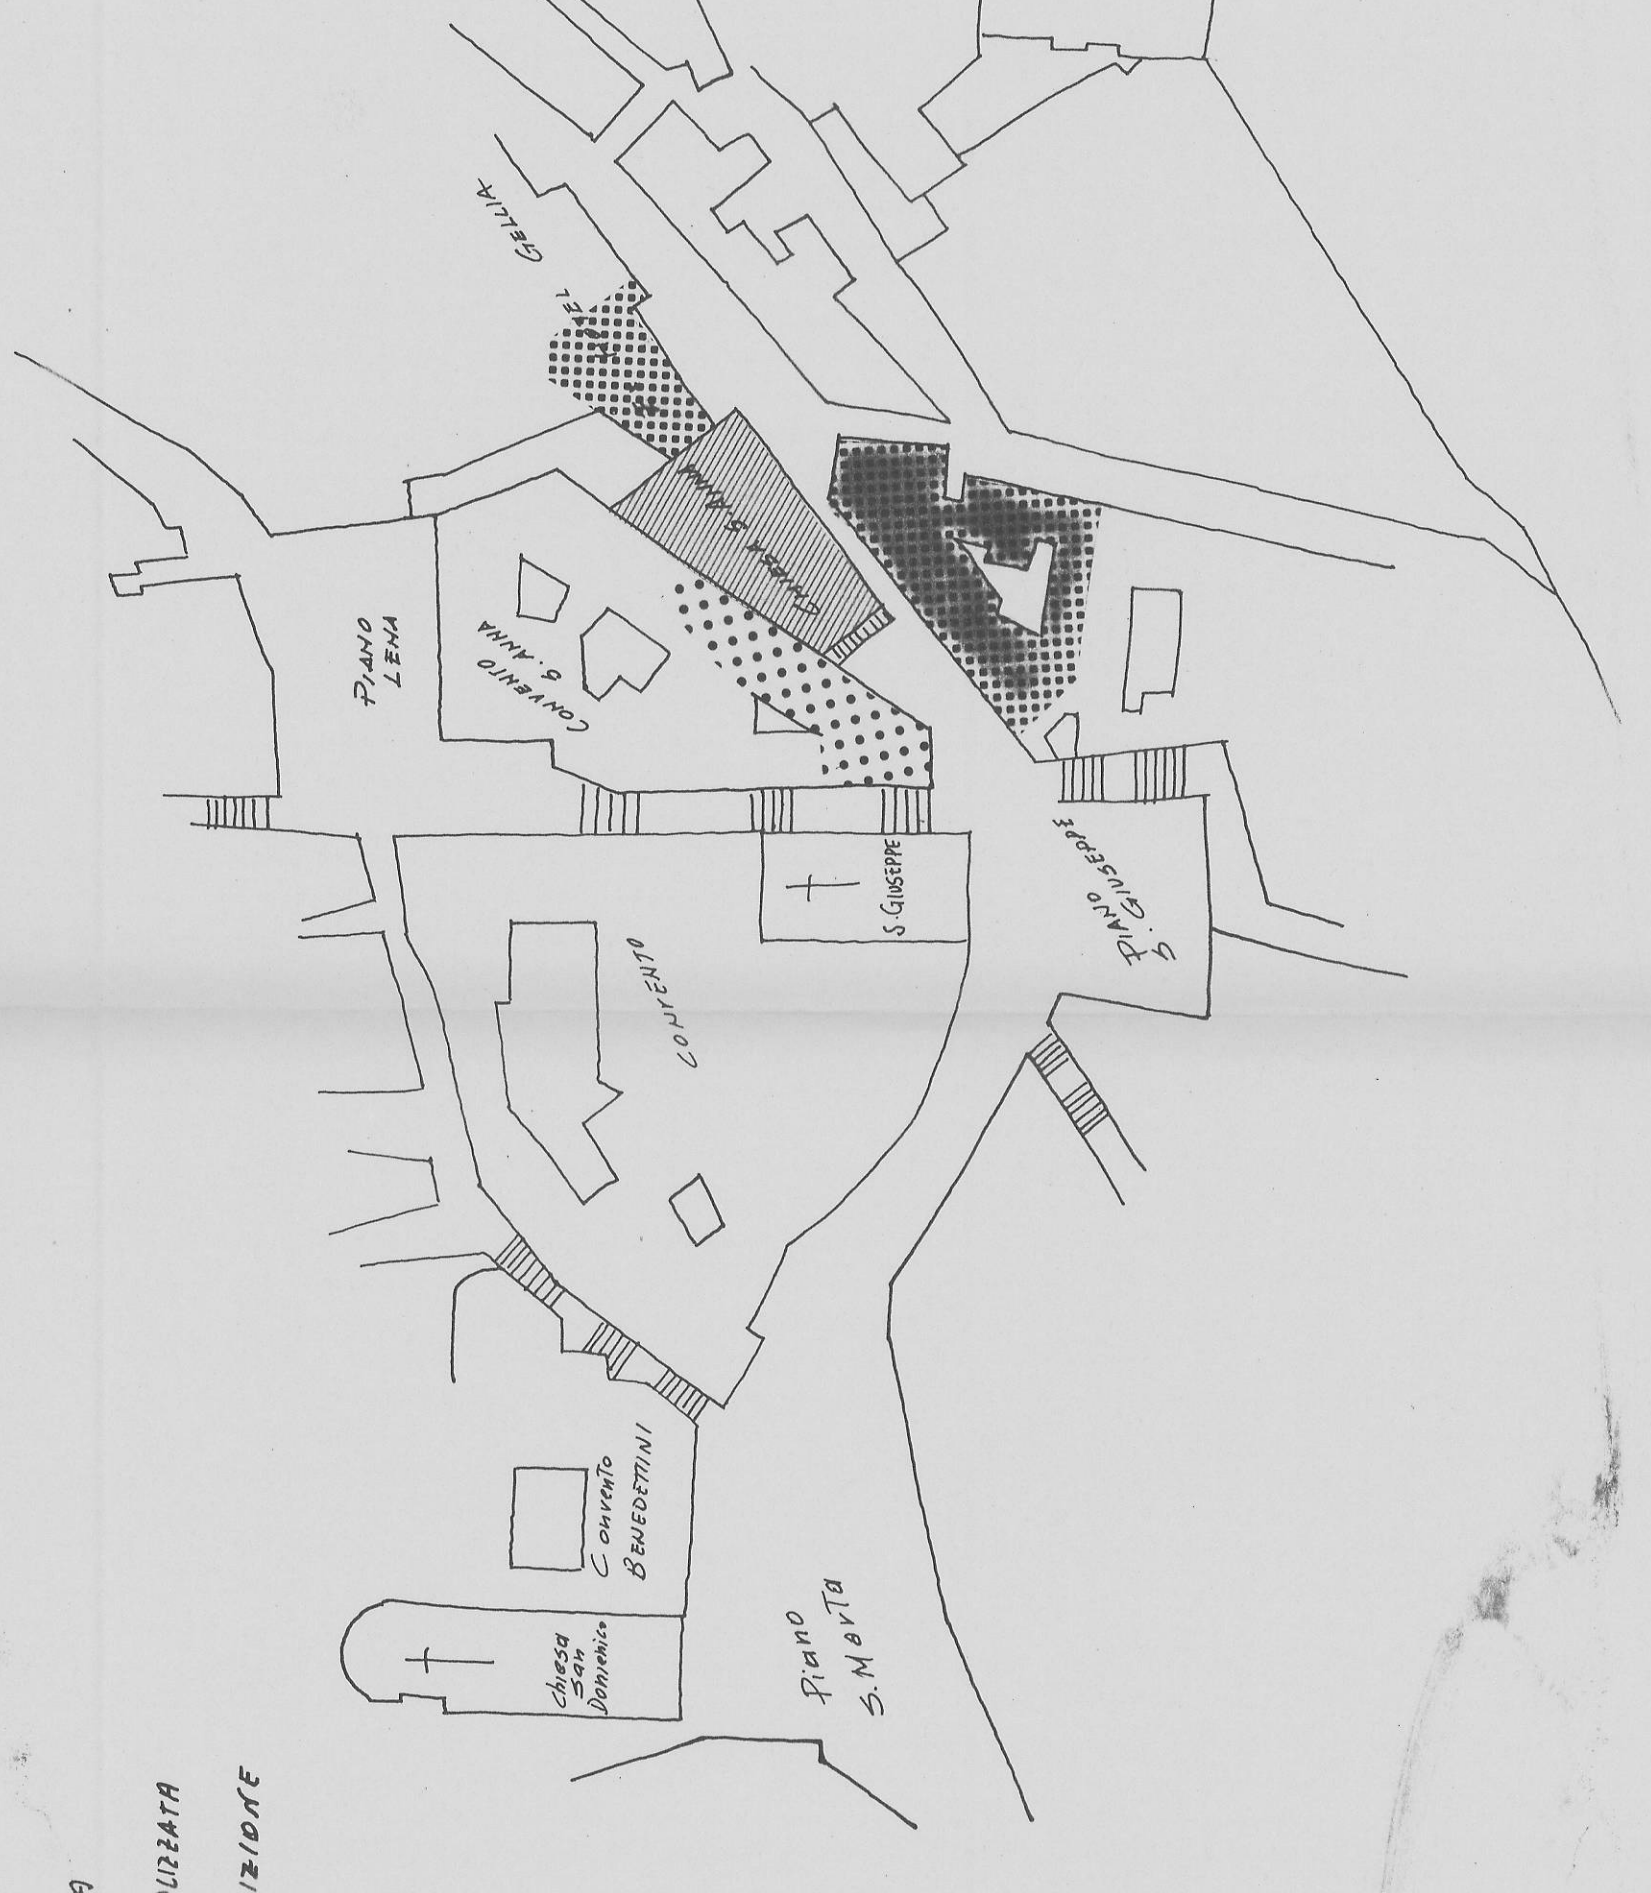 GELLIA
CHIESA S. ANNA
CONVENTO
S. ANNA
PIANO
LENA
S. GIUSEPPE
PIANO
S. GIUSEPPE
CONVENTO
Convento
BENEDETTINI
Chiesa
San
Domenico
Piano
S. Marta
LIZZATA
IZIONE